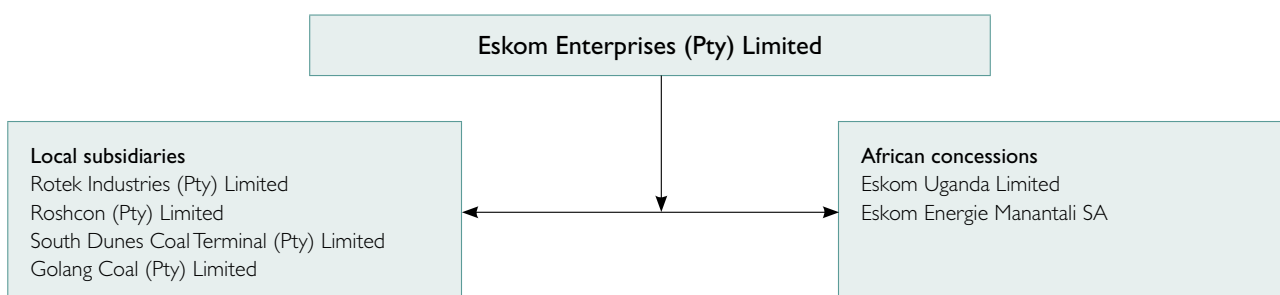 Eskom Enterprises (Pty) Limited
Local subsidiaries
Rotek Industries (Pty) Limited
Roshcon (Pty) Limited
South Dunes Coal Terminal (Pty) Limited
Golang Coal (Pty) Limited
African concessions
Eskom Uganda Limited
Eskom Energie Manantali SA